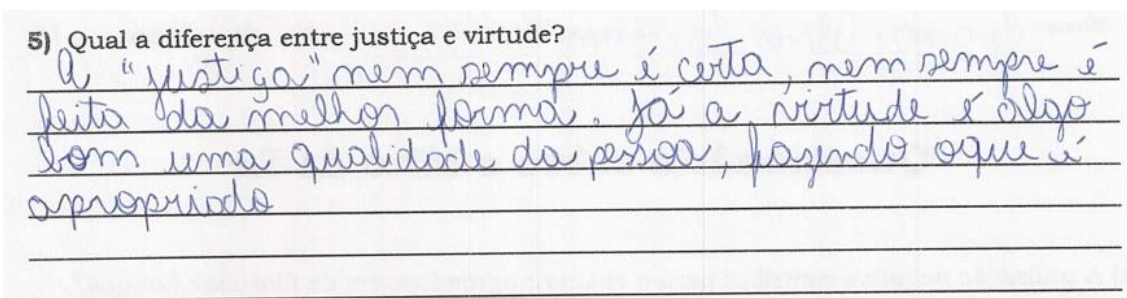 5) Qual a diferença entre justiça e virtude?
A "justiça" nem sempre é certa, nem sempre é
feita da melhor forma. Já a virtude é algo
bom uma qualidade da pessoa, fazendo oque é
apropriado